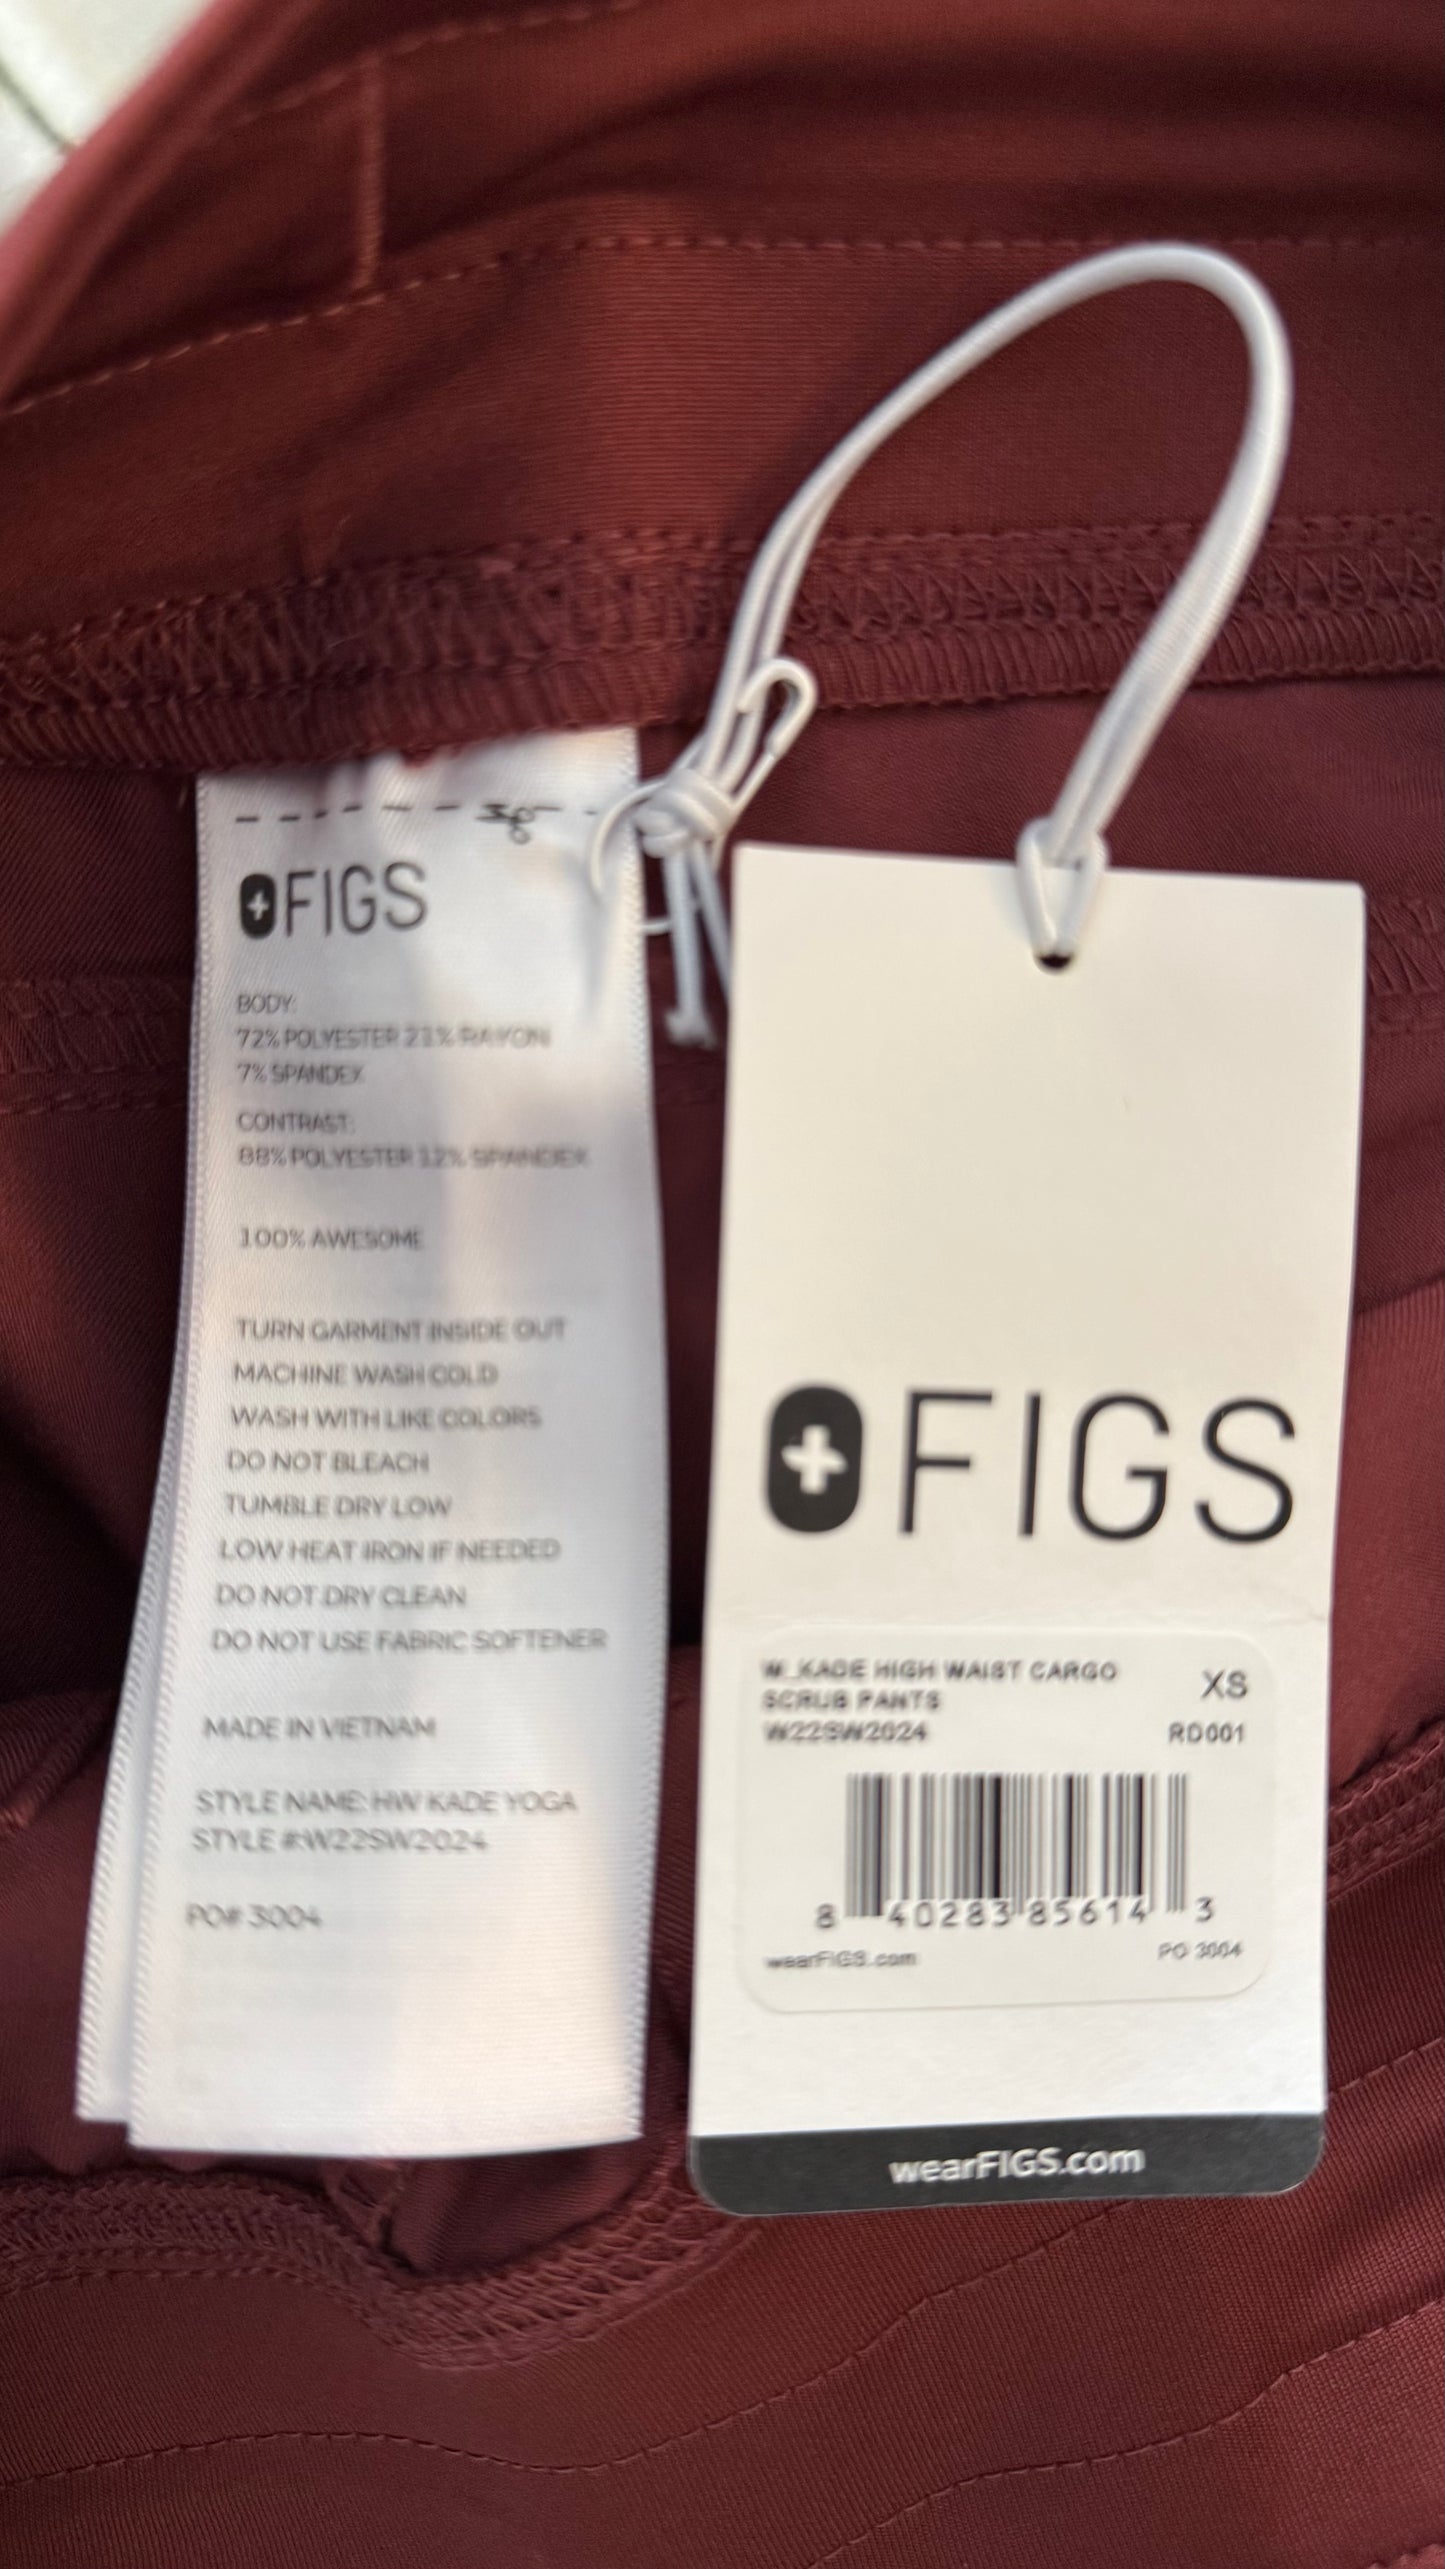 FIGS
BODY:
72% POLYESTER 21% RAYON
7% SPANDEX
CONTRAST:
88% POLYESTER 12% SPANDEX
100% AWESOME
TURN GARMENT INSIDE OUT
MACHINE WASH COLD
WASH WITH LIKE COLORS
DO NOT BLEACH
TUMBLE DRY LOW
LOW HEAT IRON IF NEEDED
DO NOT DRY CLEAN
DO NOT USE FABRIC SOFTENER
MADE IN VIETNAM
STYLE NAME: HW KADE YOGA
STYLE #:W22SW2024
PO# 3004
FIGS
W_KADE HIGH WAIST CARGO
SCRUB PANTS
XS
W22SW2024
RD001
8 40283 85614 3
wearFIGS.com
PO 3004
wearFIGS.com